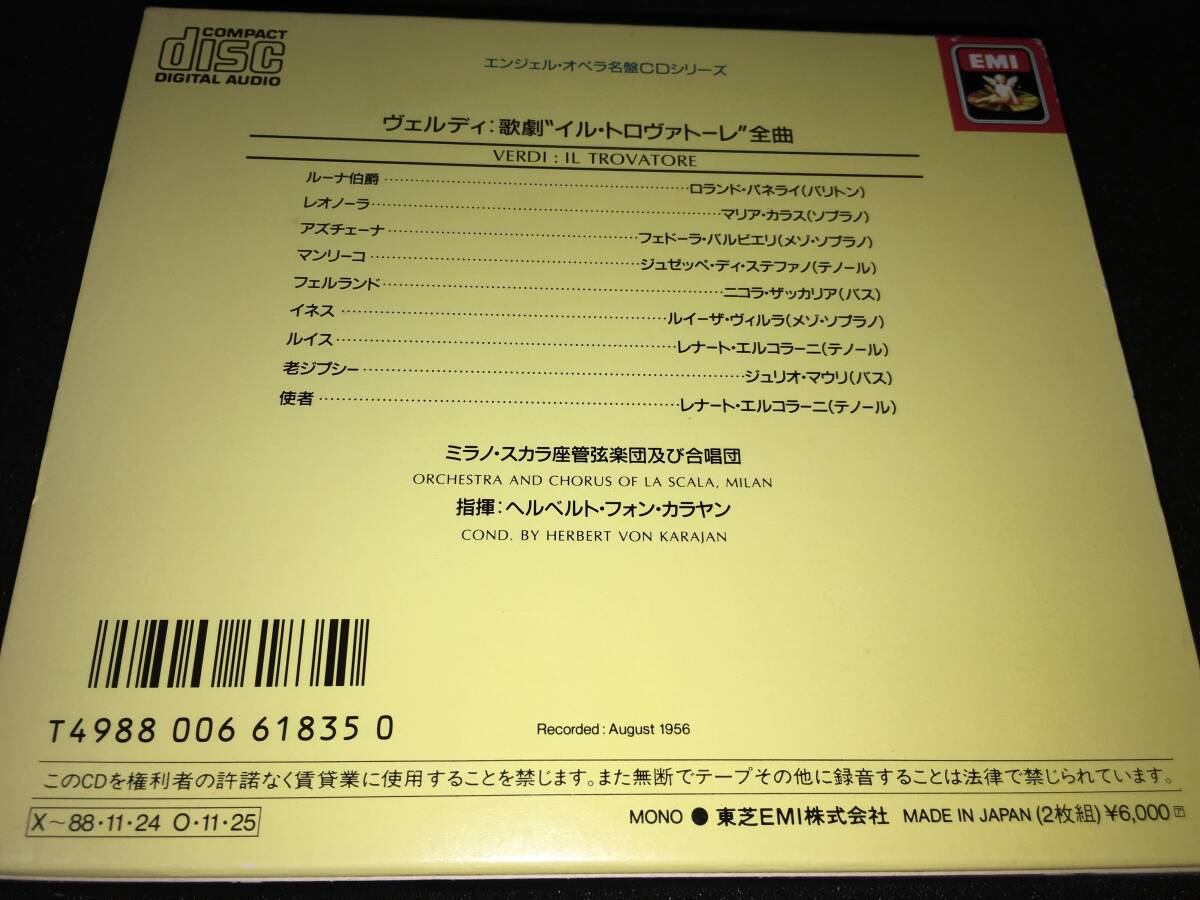 COMPACT
disc
DIGITAL AUDIO
エンジェル・オペラ名盤CDシリーズ
EMI
ヴェルディ:歌劇“イル・トロヴァトーレ”全曲
VERDI : IL TROVATORE
ルーナ伯爵……ロランド・パネライ(バリトン)
レオノーラ……マリア・カラス(ソプラノ)
アズチェーナ……フェドーラ・バルビエリ(メゾ・ソプラノ)
マンリーコ……ジュゼッペ・ディ・ステファノ(テノール)
フェルランド……ニコラ・ザッカリア(バス)
イネス……ルイーザ・ヴィルラ(メゾ・ソプラノ)
ルイス……レナート・エルコラーニ(テノール)
老ジプシー……ジュリオ・マウリ(バス)
使者……レナート・エルコラーニ(テノール)
ミラノ・スカラ座管弦楽団及び合唱団
ORCHESTRA AND CHORUS OF LA SCALA, MILAN
指揮:ヘルベルト・フォン・カラヤン
COND. BY HERBERT VON KARAJAN
T4988 006 61835 0
Recorded : August 1956
このCDを権利者の許諾なく賃貸業に使用することを禁じます。また無断でテープその他に録音することは法律で禁じられています。
X〜88・11・24 O・11・25
MONO ● 東芝EMI株式会社 MADE IN JAPAN (2枚組) ¥6,000